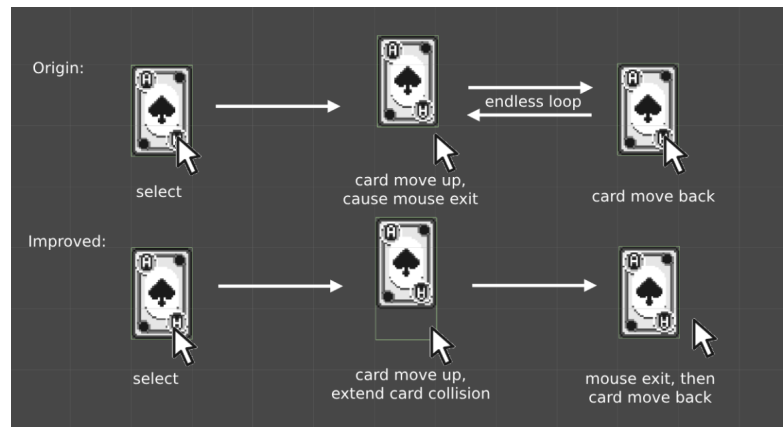 Origin:
A
A
A
endless loop
select
card move up,
cause mouse exit
card move back
Improved:
A
A
A
select
card move up,
extend card collision
mouse exit, then
card move back